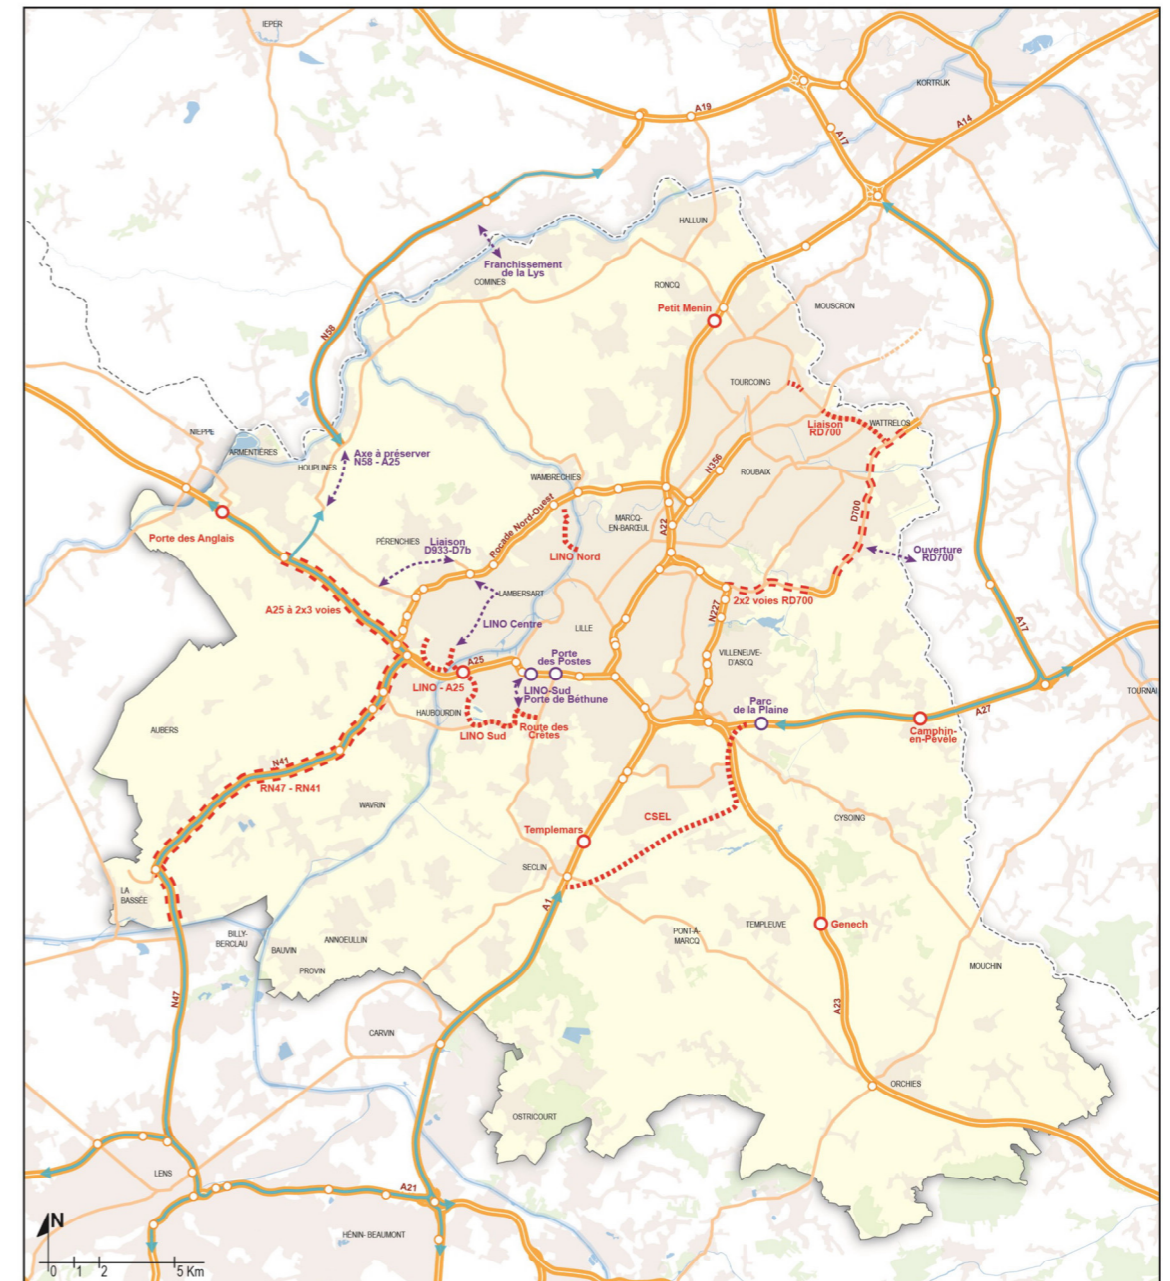 IEPER
KORTRIJK
A19
A17
A14
HALLUIN
Franchissement
de la Lys
COMINES
RONCQ
MOUSCRON
Petit Menin
N58
TOURCOING
WATTRELOS
Liaison
RD700
NIEPPE
ARMENTIÈRES
HOUPLINES
Axe à préserver
N58 - A25
WAMBRECHIES
N356
ROUBAIX
D700
Porte des Anglais
Rocade Nord-Ouest
MARCQ-
EN-BARŒUL
A22
PÉRENCHIES
Liaison
D933-D7b
LINO Nord
Ouverture
RD700
A25 à 2x3 voies
LAMBERSART
2x2 voies RD700
N227
LINO Centre
LILLE
A17
VILLENEUVE-
D'ASCQ
Porte
des Postes
A25
LINO - A25
LINO-Sud
Porte de Béthune
TOURNAI
Parc
de la Plaine
A27
HAUBOURDIN
AUBERS
LINO Sud
Route des
Crêtes
Camphin-
en-Pévèle
N41
RN47 - RN41
WAVRIN
CSEL
CYSOING
Templemars
SECLIN
LA
BASSÉE
A1
BILLY-
BERCLAU
BAUVIN
ANNOEULLIN
PROVIN
PONT-A-
MARCQ
TEMPLEUVE
Genech
MOUCHIN
N47
A23
CARVIN
ORCHIES
OSTRICOURT
LENS
A21
HÉNIN- BEAUMONT
N
0 1 2 5 Km